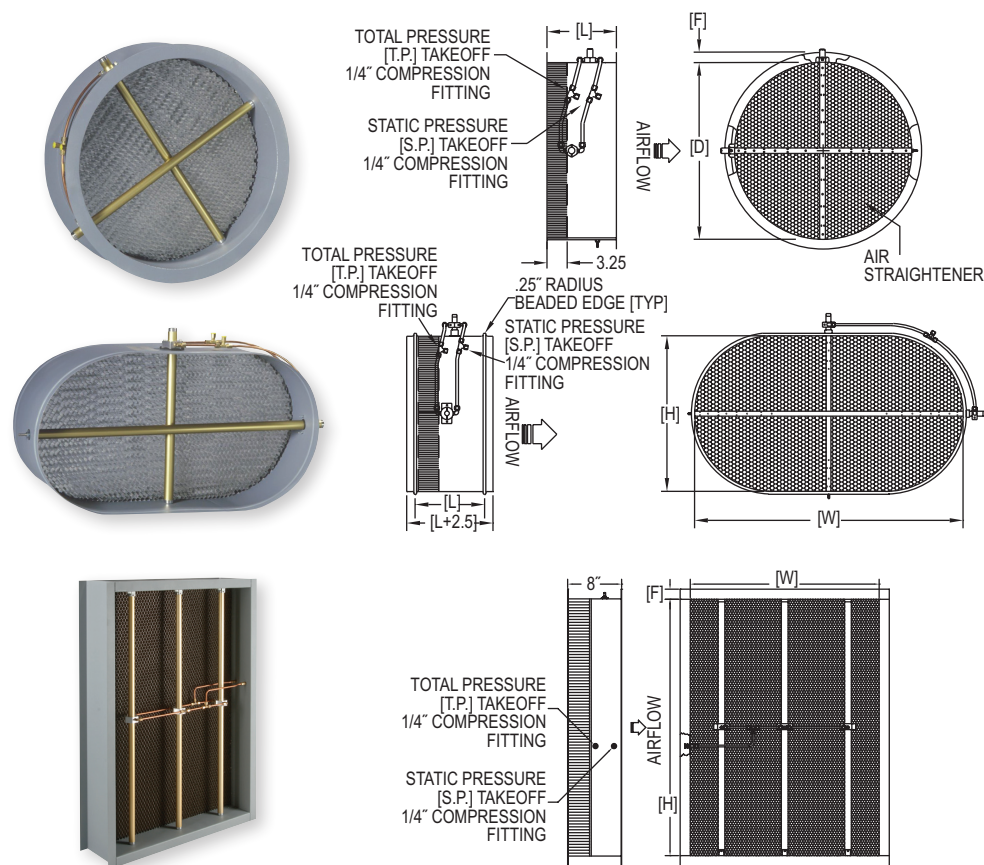 TOTAL PRESSURE
[T.P.] TAKEOFF
1/4″ COMPRESSION
FITTING
STATIC PRESSURE
[S.P.] TAKEOFF
1/4″ COMPRESSION
FITTING
[L]
3.25
AIRFLOW
[F]
[D]
AIR
STRAIGHTENER
TOTAL PRESSURE
[T.P.] TAKEOFF
1/4″ COMPRESSION
FITTING
.25″ RADIUS
BEADED EDGE [TYP]
STATIC PRESSURE
[S.P.] TAKEOFF
1/4″ COMPRESSION
FITTING
AIRFLOW
[L]
[L+2.5]
[H]
[W]
8″
TOTAL PRESSURE
[T.P.] TAKEOFF
1/4″ COMPRESSION
FITTING
STATIC PRESSURE
[S.P.] TAKEOFF
1/4″ COMPRESSION
FITTING
AIRFLOW
[F]
[W]
[H]